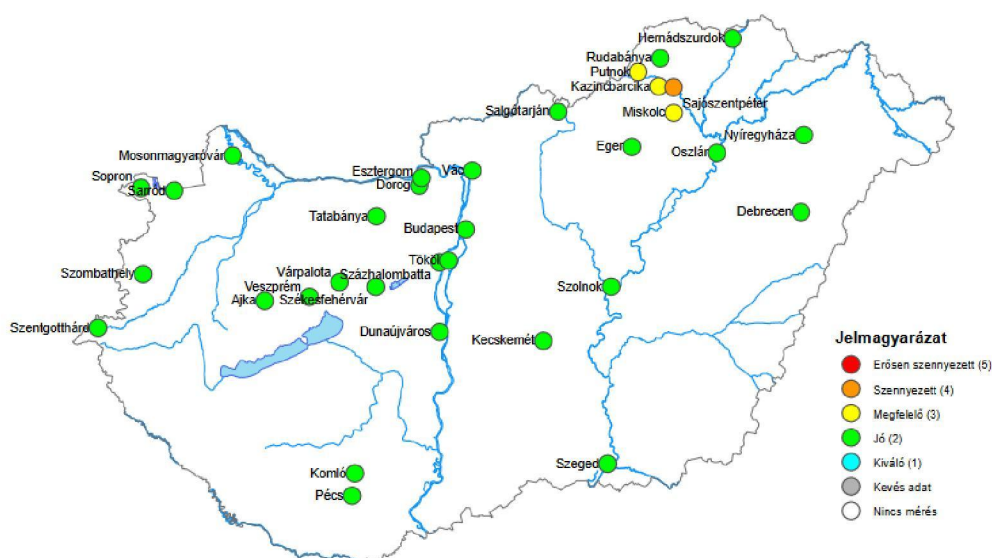 Hernádszurdok
Rudabánya
Putnok
Kazincbarcika
Sajószentpéter
Miskolc
Salgótarján
Nyíregyháza
Eger
Oszlár
Mosonmagyaróvár
Sopron
Sarród
Esztergom
Dorog
Vác
Tatabánya
Debrecen
Budapest
Szombathely
Várpalota
Százhalombatta
Tököl
Veszprém
Ajka
Székesfehérvár
Szolnok
Szentgotthárd
Dunaújváros
Kecskemét
Szeged
Komló
Pécs
Jelmagyarázat
Erősen szennyezett (5)
Szennyezett (4)
Megfelelő (3)
Jó (2)
Kiváló (1)
Kevés adat
Nincs mérés